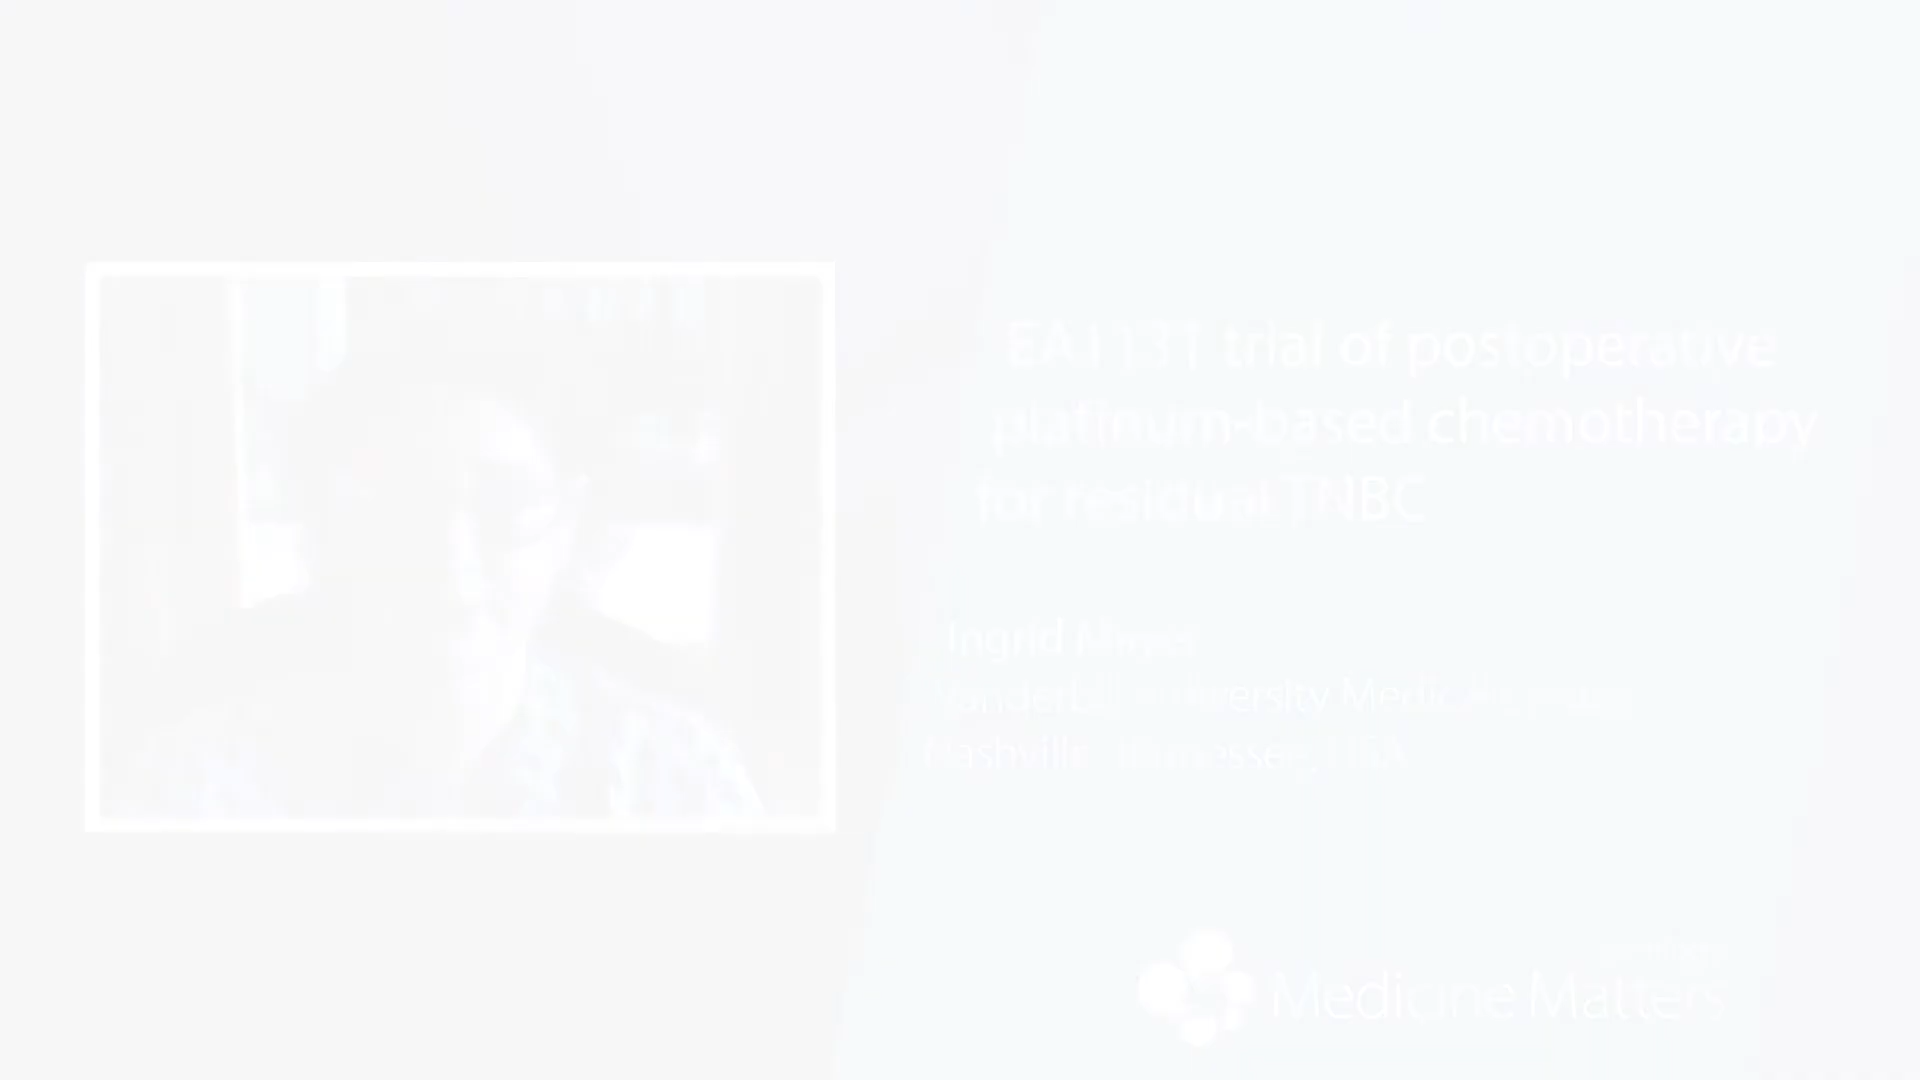 EA1131 trial of postoperative
platinum-based chemotherapy
for residual TNBC
Ingrid Mayer
Vanderbilt University Medical
Nashville, Tennessee, USA
oncology
Medicine Matters